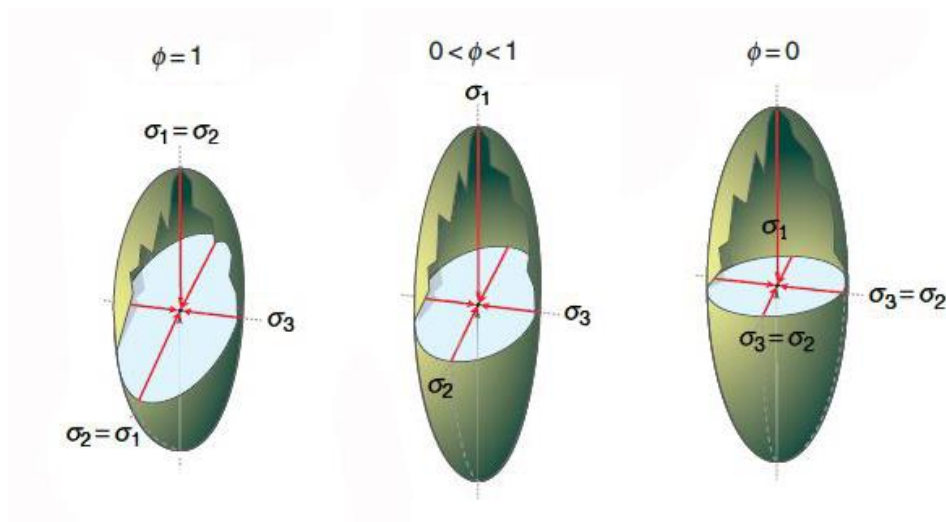 ϕ = 1
0 < ϕ < 1
ϕ = 0
σ1
σ1 = σ2
σ1
σ3 = σ2
σ3
σ3
σ3 = σ2
σ2
σ2 = σ1